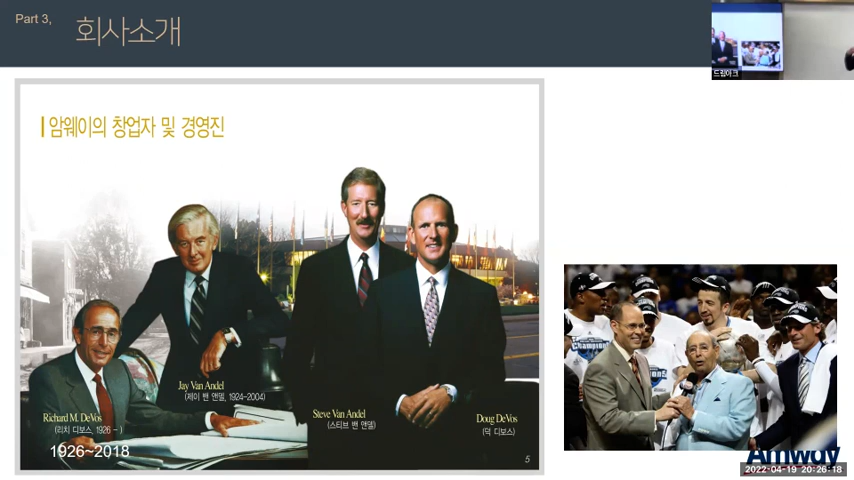 Part 3,
회사소개
드림아크
암웨이의 창업자 및 경영진
Jay Van Andel
(제이 밴 앤델, 1924~2004)
Richard M. DeVos
(리치 디보스, 1926 ~ )
1926~2018
Steve Van Andel
(스티브 밴 앤델)
Doug DeVos
(덕 디보스)
5
Amway
2022-04-19 20:26:18